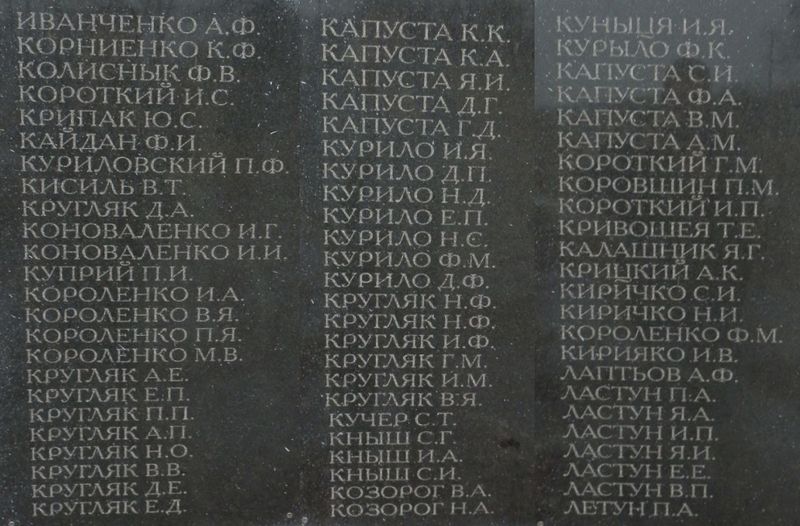 ИВАНЧЕНКО А.Ф.
КОРНИЕНКО К.Ф
КОЛИСНЫК Ф.В.
КОРОТКИЙ И.С.
КРИПАК Ю.С.
КАЙДАН Ф.И.
КУРИЛОВСКИЙ П.Ф.
КИСИЛЬ В.Т.
КРУГЛЯК Д.А.
КОНОВАЛЕНКО И.Г.
КОНОВАЛЕНКО И.И.
КУПРИЙ П.И.
КОРОЛЕНКО И.А.
КОРОЛЕНКО В.Я.
КОРОЛЕНКО П.Я.
КОРОЛЕНКО М.В.
КРУГЛЯК А.Е.
КРУГЛЯК Е.П.
КРУГЛЯК П.П.
КРУГЛЯК А.П.
КРУГЛЯК Н.О.
КРУГЛЯК В.В.
КРУГЛЯК Д.Е.
КРУГЛЯК Е.Д.
КАПУСТА К.К.
КАПУСТА К.А.
КАПУСТА Я.И.
КАПУСТА Д.Г.
КАПУСТА Г.Д.
КУРИЛО И.Я.
КУРИЛО Д.П.
КУРИЛО Н.Д.
КУРИЛО Е.П.
КУРИЛО Н.Є.
КУРИЛО Ф.М.
КУРИЛО Д.Ф.
КРУГЛЯК Н.Ф.
КРУГЛЯК Н.Ф.
КРУГЛЯК И.Ф.
КРУГЛЯК Г.М.
КРУГЛЯК И.М.
КРУГЛЯК В.Я.
КУЧЕР С.Т.
КНЫШ С.Г.
КНЫШ И.А.
КНЫШ С.И.
КОЗОРОГ В.А.
КОЗОРОГ Н.А.
КУНЫЦЯ И.Я.
КУРЫЛО Ф.К.
КАПУСТА С.И.
КАПУСТА Ф.А.
КАПУСТА В.М.
КАПУСТА А.М.
КОРОТКИЙ Г.М.
КОРОВШИН П.М.
КОРОТКИЙ И.П.
КРИВОШЕЯ Т.Е.
КАЛАШНИК Я.Г.
КРИЦКИЙ А.К.
КИРИЧКО С.И.
КИРИЧКО Н.И.
КОРОЛЕНКО Ф.М.
КИРИЯКО И.В.
ЛАПТЬОВ А.Ф.
ЛАСТУН П.А.
ЛАСТУН Я.А.
ЛАСТУН И.П.
ЛАСТУН Я.И.
ЛАСТУН Е.Е.
ЛАСТУН В.П.
ЛЕТУН П.А.